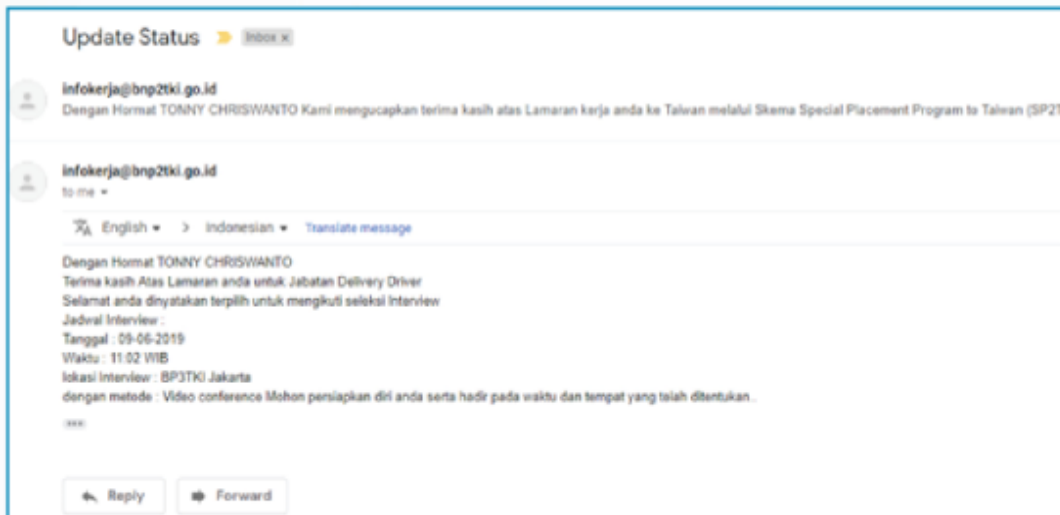 Update Status Inbox x
infokerja@bnp2tki.go.id
Dengan Hormat TONNY CHRISWANTO Kami mengucapkan terima kasih atas Lamaran kerja anda ke Taiwan melalui Skema Special Placement Program to Taiwan (SP2T
infokerja@bnp2tki.go.id
to me
English > Indonesian Translate message
Dengan Hormat TONNY CHRISWANTO
Terima kasih Atas Lamaran anda untuk Jabatan Delivery Driver
Selamat anda dinyatakan terpilih untuk mengikuti seleksi Interview
Jadwal Interview :
Tanggal : 09-06-2019
Waktu : 11:02 WIB
lokasi Interview : BP3TKI Jakarta
dengan metode : Video conference Mohon persiapkan diri anda serta hadir pada waktu dan tempat yang telah ditentukan .
Reply Forward